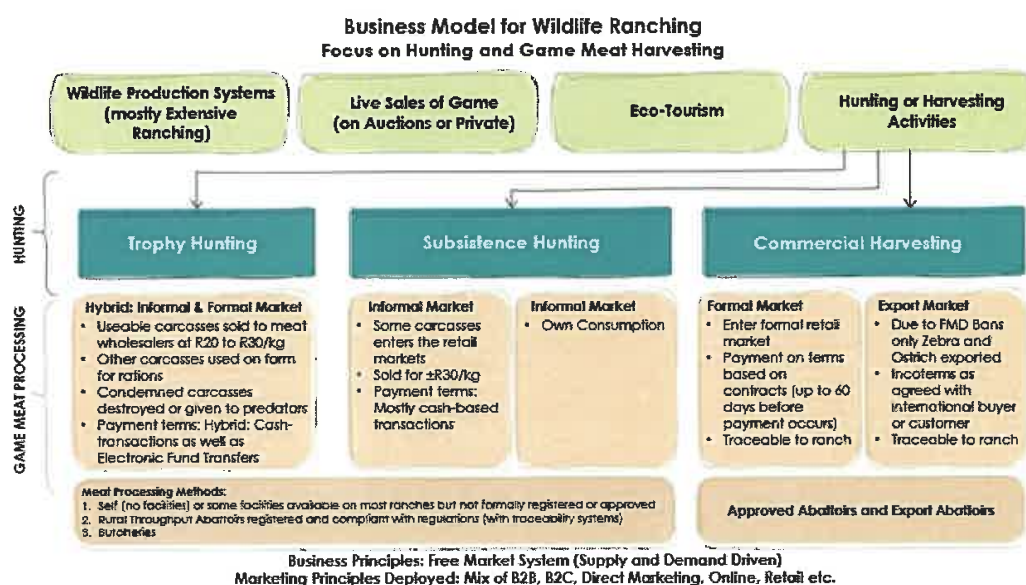 Business Model for Wildlife Ranching
Focus on Hunting and Game Meat Harvesting
Wildlife Production Systems
(mostly Extensive
Ranching)
Live Sales of Game
(on Auctions or Private)
Eco-Tourism
Hunting or Harvesting
Activities
HUNTING
Trophy Hunting
Subsistence Hunting
Commercial Harvesting
GAME MEAT PROCESSING
Hybrid: Informal & Formal Market
• Useable carcasses sold to meat
wholesalers at R20 to R30/kg
• Other carcasses used on farm
for rations
• Condemned carcasses
destroyed or given to predators
• Payment terms: Hybrid: Cash-
transactions as well as
Electronic Fund Transfers
Informal Market
• Some carcasses
enters the retail
markets
• Sold for ±R30/kg
• Payment terms:
Mostly cash-based
transactions
Informal Market
• Own Consumption
Formal Market
• Enter formal retail
market
• Payment on terms
based on
contracts (up to 60
days before
payment occurs)
• Traceable to ranch
Export Market
• Due to FMD Bans
only Zebra and
Ostrich exported
• Incoterms as
agreed with
international buyer
or customer
• Traceable to ranch
Meat Processing Methods:
1. Self (no facilities) or some facilities available on most ranches but not formally registered or approved
2. Rural Throughput Abattoirs registered and compliant with regulations (with traceability systems)
3. Butcheries
Approved Abattoirs and Export Abattoirs
Business Principles: Free Market System (Supply and Demand Driven)
Marketing Principles Deployed: Mix of B2B, B2C, Direct Marketing, Online, Retail etc.